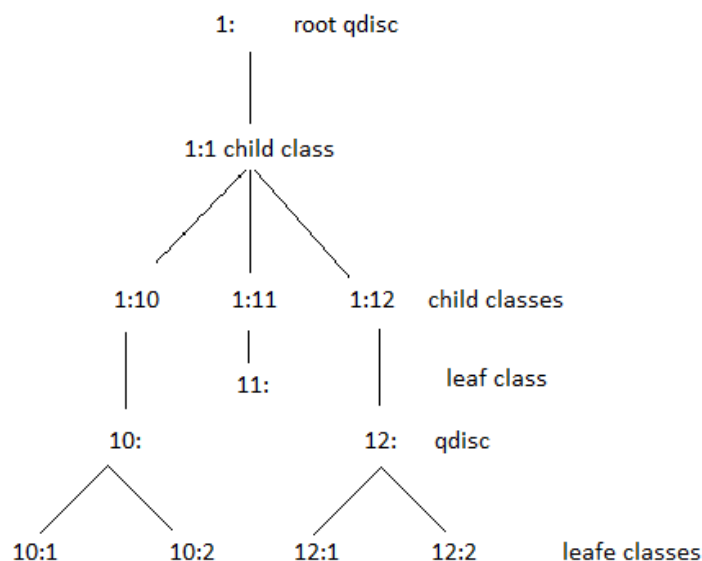 1: root qdisc
1:1 child class
1:10 1:11 1:12 child classes
11: leaf class
10: 12: qdisc
10:1 10:2 12:1 12:2 leafe classes